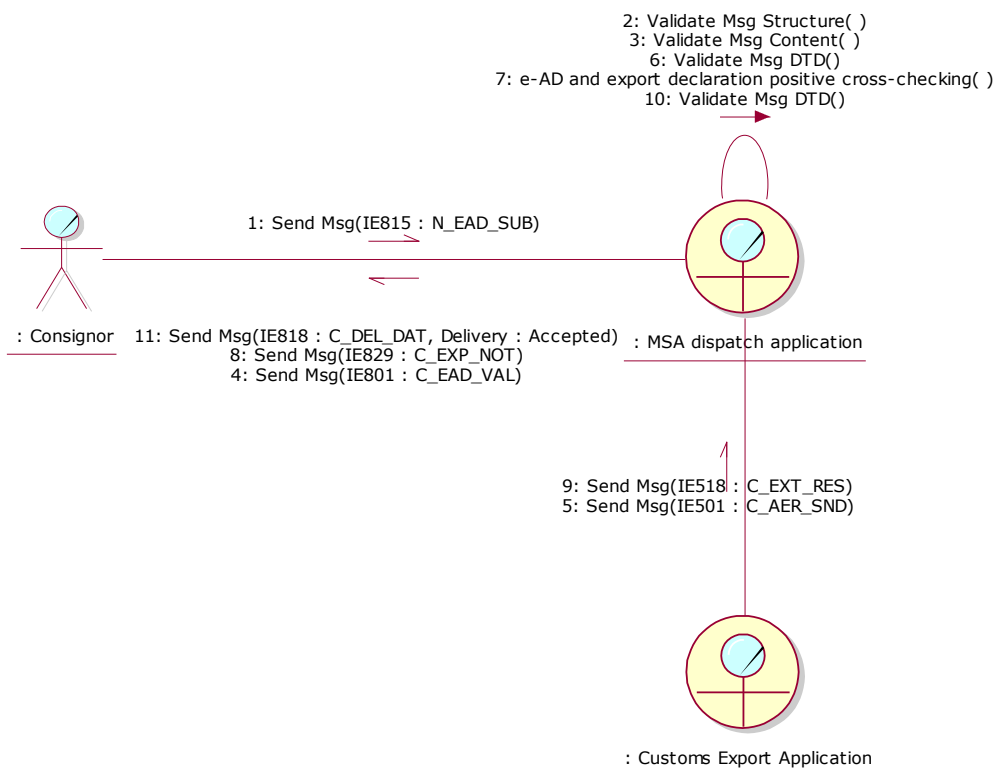 2: Validate Msg Structure( )
3: Validate Msg Content( )
6: Validate Msg DTD()
7: e-AD and export declaration positive cross-checking( )
10: Validate Msg DTD()
1: Send Msg(IE815 : N_EAD_SUB)
: Consignor
11: Send Msg(IE818 : C_DEL_DAT, Delivery : Accepted)
8: Send Msg(IE829 : C_EXP_NOT)
4: Send Msg(IE801 : C_EAD_VAL)
: MSA dispatch application
9: Send Msg(IE518 : C_EXT_RES)
5: Send Msg(IE501 : C_AER_SND)
: Customs Export Application